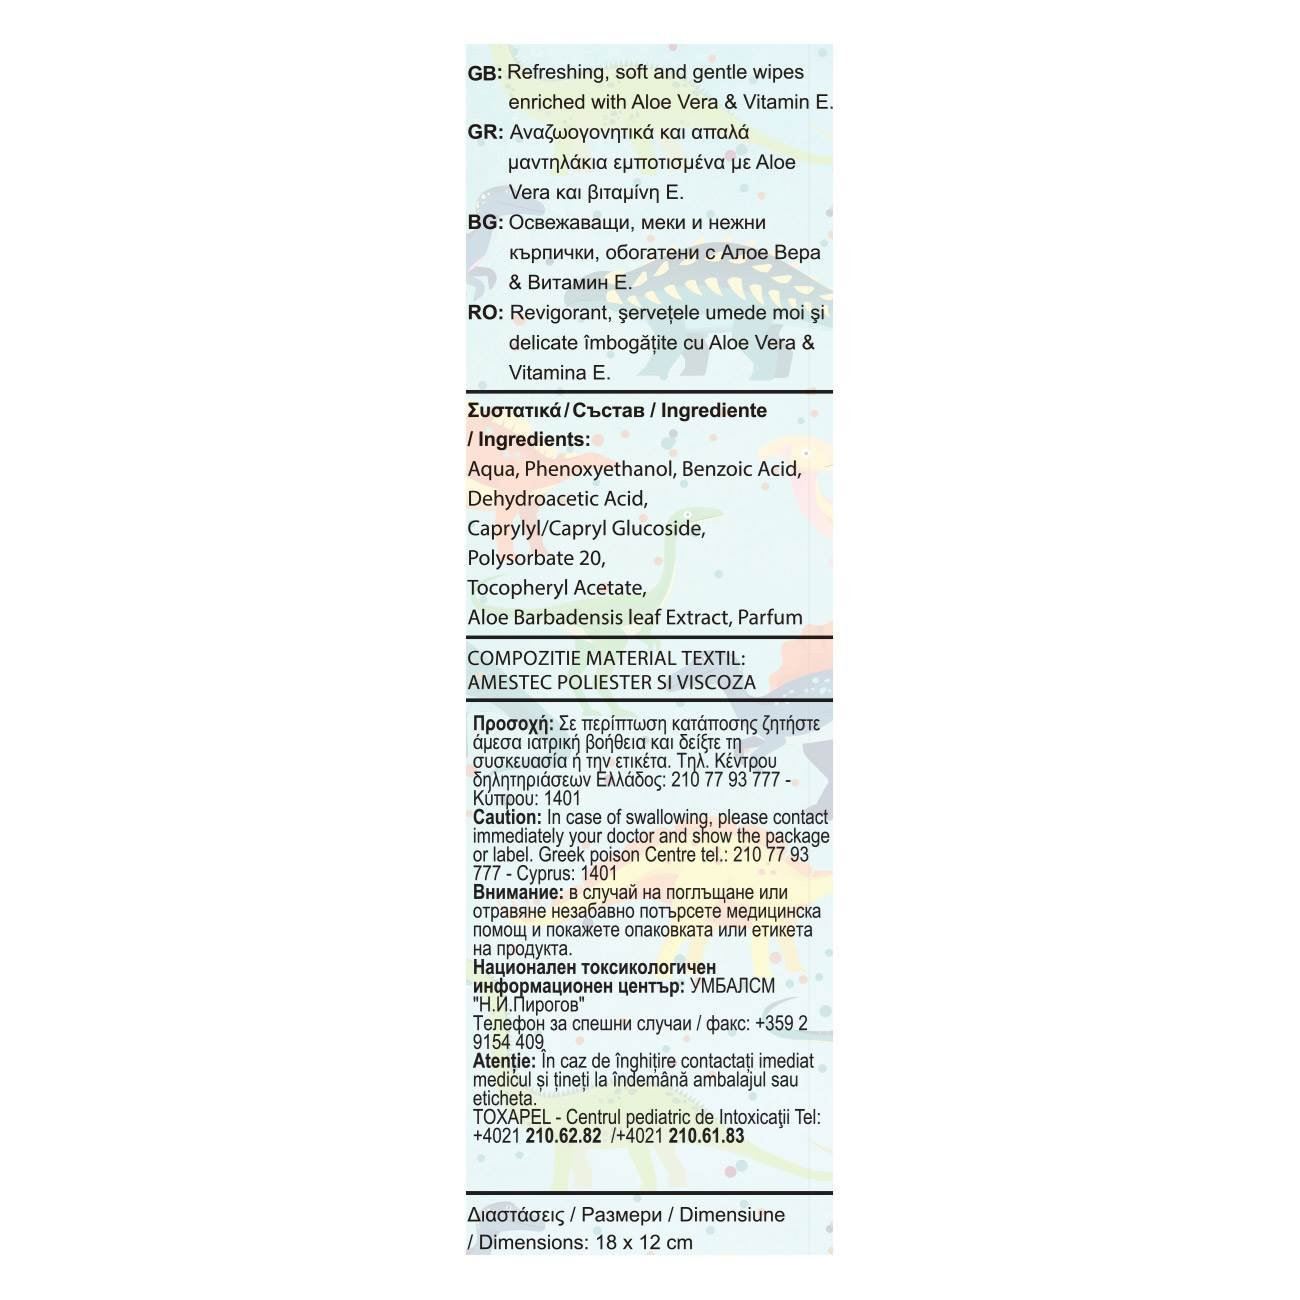 GB: Refreshing, soft and gentle wipes
enriched with Aloe Vera & Vitamin E.
GR: Αναζωογονητικά και απαλά
μαντηλάκια εμποτισμένα με Aloe
Vera και βιταμίνη Ε.
BG: Освежаващи, меки и нежни
кърпички, обогатени с Алое Вера
& Витамин Е.
RO: Revigorant, şerveţele umede moi şi
delicate îmbogăţite cu Aloe Vera &
Vitamina E.
Συστατικά / Състав / Ingrediente
/ Ingredients:
Aqua, Phenoxyethanol, Benzoic Acid,
Dehydroacetic Acid,
Caprylyl/Capryl Glucoside,
Polysorbate 20,
Tocopheryl Acetate,
Aloe Barbadensis leaf Extract, Parfum
COMPOZITIE MATERIAL TEXTIL:
AMESTEC POLIESTER SI VISCOZA
Προσοχή: Σε περίπτωση κατάποσης ζητήστε
άμεσα ιατρική βοήθεια και δείξτε τη
συσκευασία ή την ετικέτα. Τηλ. Κέντρου
δηλητηριάσεων Ελλάδος: 210 77 93 777 -
Κύπρου: 1401
Caution: In case of swallowing, please contact
immediately your doctor and show the package
or label. Greek poison Centre tel.: 210 77 93
777 - Cyprus: 1401
Внимание: в случай на поглъщане или
отравяне незабавно потърсете медицинска
помощ и покажете опаковката или етикета
на продукта.
Национален токсикологичен
информационен център: УМБАЛСМ
"Н.И.Пирогов"
Телефон за спешни случаи / факс: +359 2
9154 409
Atenție: În caz de înghițire contactați imediat
medicul și țineți la îndemână ambalajul sau
eticheta.
TOXAPEL - Centrul pediatric de Intoxicaţii Tel:
+4021 210.62.82 /+4021 210.61.83
Διαστάσεις / Размери / Dimensiune
/ Dimensions: 18 x 12 cm